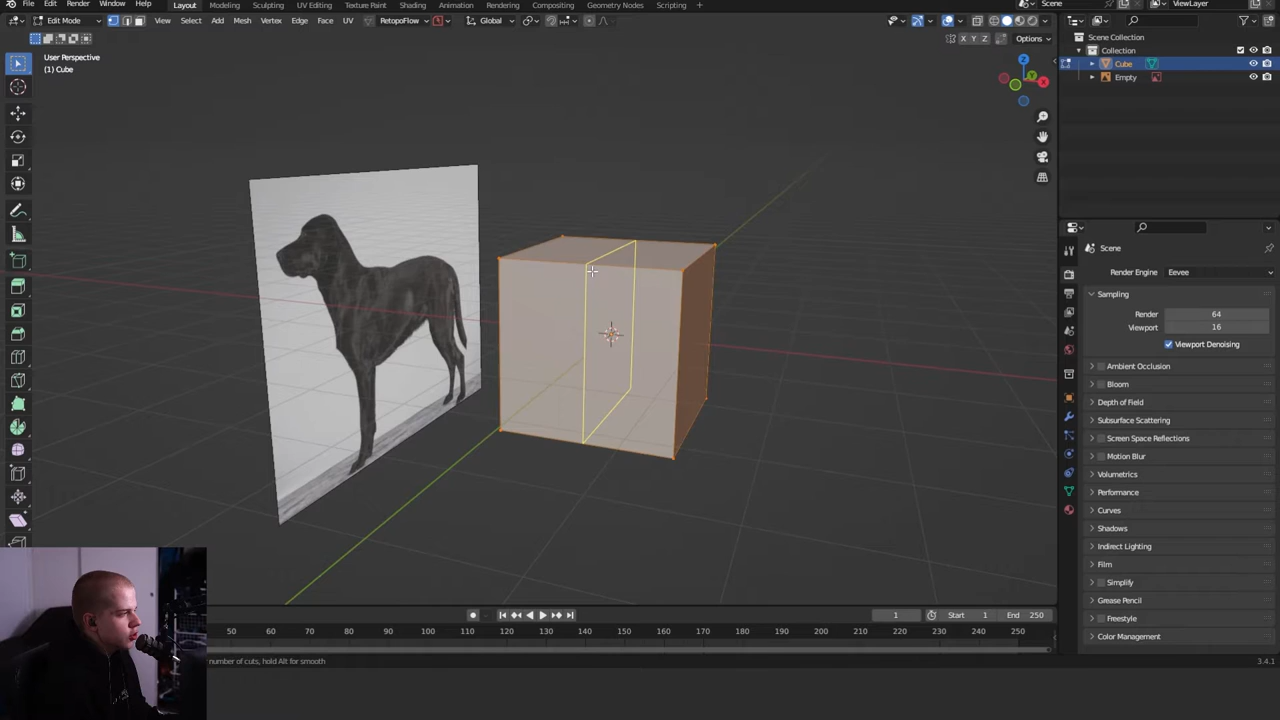 File Edit Render Window Help Layout Modeling Sculpting UV Editing Texture Paint Shading Animation Rendering Compositing Geometry Nodes Scripting Scene ViewLayer
Edit Mode View Select Add Mesh Vertex Edge Face UV RetopoFlow Global
X Y Z Options
User Perspective
(1) Cube
Z
Y
X
Scene Collection
Collection
Cube
Empty
Scene
Render Engine Eevee
Sampling
Render 64
Viewport 16
Viewport Denoising
Ambient Occlusion
Bloom
Depth of Field
Subsurface Scattering
Screen Space Reflections
Motion Blur
Volumetrics
Performance
Curves
Shadows
Indirect Lighting
Film
Simplify
Grease Pencil
Freestyle
Color Management
1 Start 1 End 250
50 60 70 80 90 100 110 120 130 140 150 160 170 180 190 200 210 220 230 240 250
number of cuts, hold Alt for smooth
3.4.1